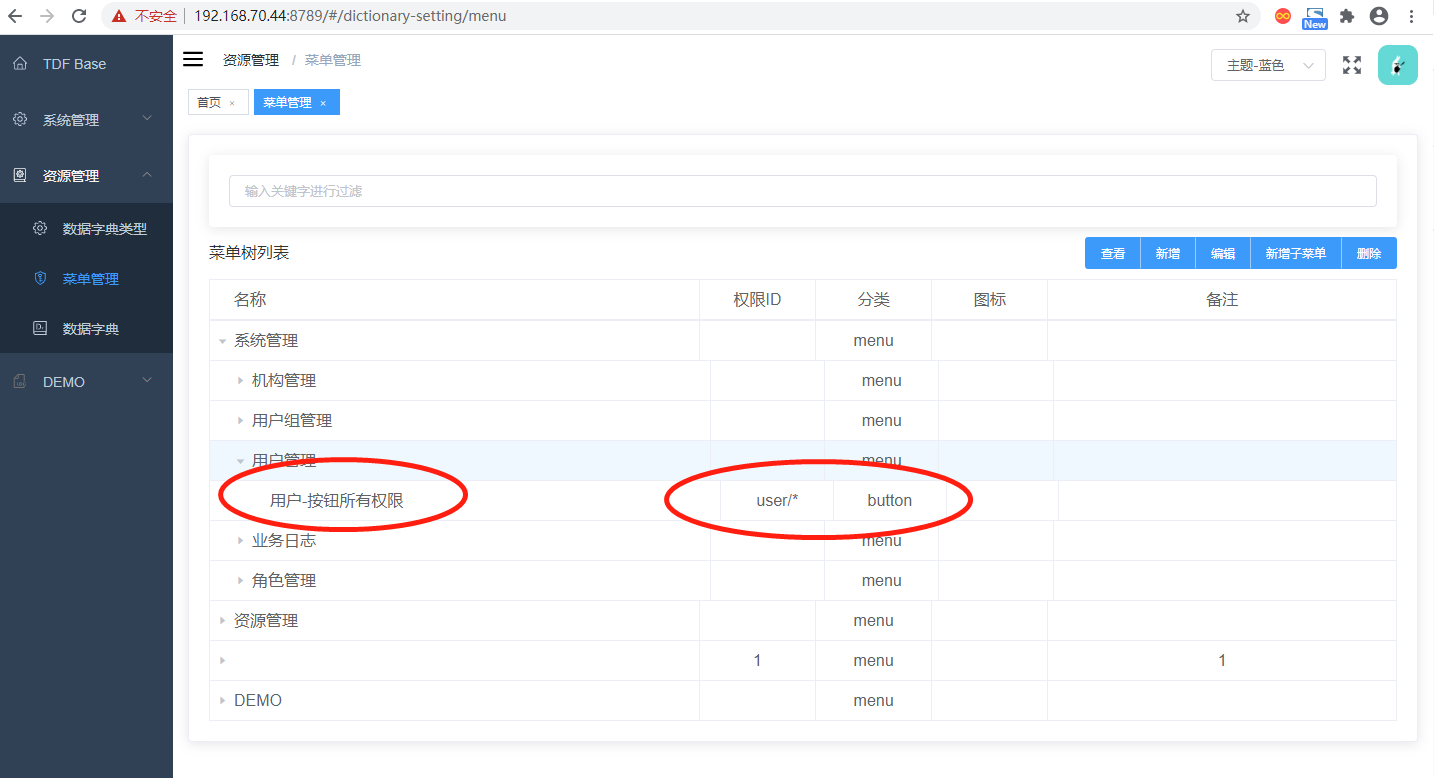 不安全 192.168.70.44:8789/#/dictionary-setting/menu
New
TDF Base
系统管理
资源管理
数据字典类型
菜单管理
数据字典
DEMO
资源管理 / 菜单管理
主题-蓝色
首页 ×
菜单管理 ×
输入关键字进行过滤
菜单树列表
查看 新增 编辑 新增子菜单 删除
名称 权限ID 分类 图标 备注
系统管理 menu
机构管理 menu
用户组管理 menu
用户管理 menu
用户-按钮所有权限 user/* button
业务日志 menu
角色管理 menu
资源管理 menu
1 menu 1
DEMO menu